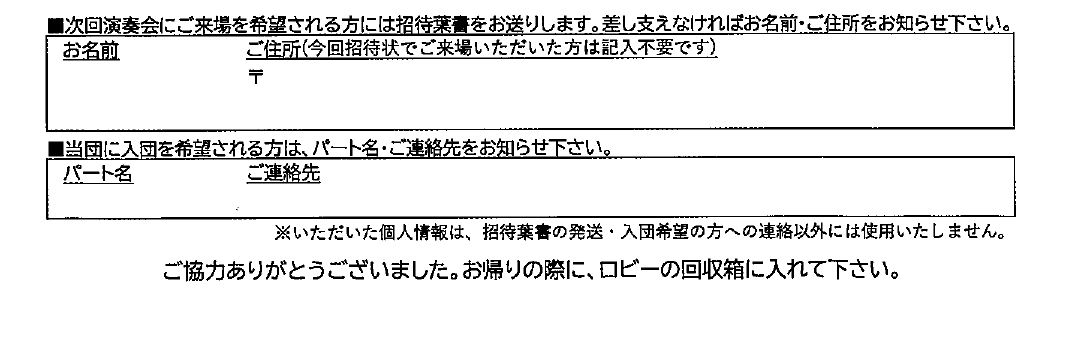 ■次回演奏会にご来場を希望される方には招待葉書をお送りします。差し支えなければお名前・ご住所をお知らせ下さい。
お名前 ご住所(今回招待状でご来場いただいた方は記入不要です)
〒
■当団に入団を希望される方は、パート名・ご連絡先をお知らせ下さい。
パート名 ご連絡先
※いただいた個人情報は、招待葉書の発送・入団希望の方への連絡以外には使用いたしません。
ご協力ありがとうございました。お帰りの際に、ロビーの回収箱に入れて下さい。